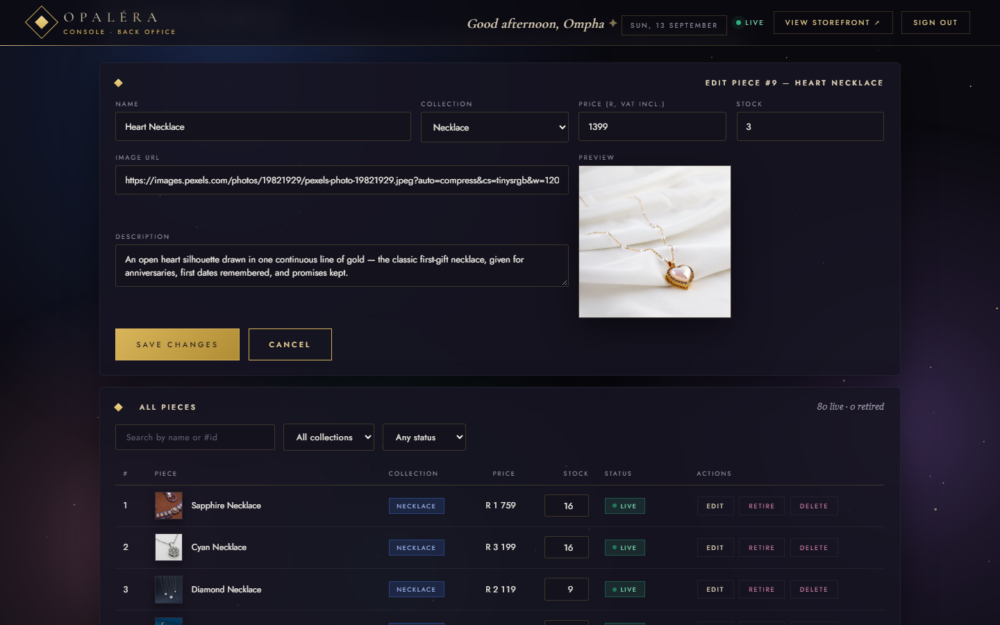 OPALÉRA
CONSOLE · BACK OFFICE
Good afternoon, Ompha ✦
SUN, 13 SEPTEMBER
LIVE
VIEW STOREFRONT ↗
SIGN OUT
EDIT PIECE #9 — HEART NECKLACE
NAME
COLLECTION
PRICE (R, VAT INCL.)
STOCK
Heart Necklace
Necklace
1399
3
IMAGE URL
PREVIEW
https://images.pexels.com/photos/19821929/pexels-photo-19821929.jpeg?auto=compress&cs=tinysrgb&w=120
DESCRIPTION
An open heart silhouette drawn in one continuous line of gold — the classic first-gift necklace, given for
anniversaries, first dates remembered, and promises kept.
SAVE CHANGES
CANCEL
ALL PIECES
80 live · 0 retired
Search by name or #id
All collections
Any status
# PIECE COLLECTION PRICE STOCK STATUS ACTIONS
1 Sapphire Necklace NECKLACE R 1 759 16 LIVE EDIT RETIRE DELETE
2 Cyan Necklace NECKLACE R 3 199 16 LIVE EDIT RETIRE DELETE
3 Diamond Necklace NECKLACE R 2 119 9 LIVE EDIT RETIRE DELETE